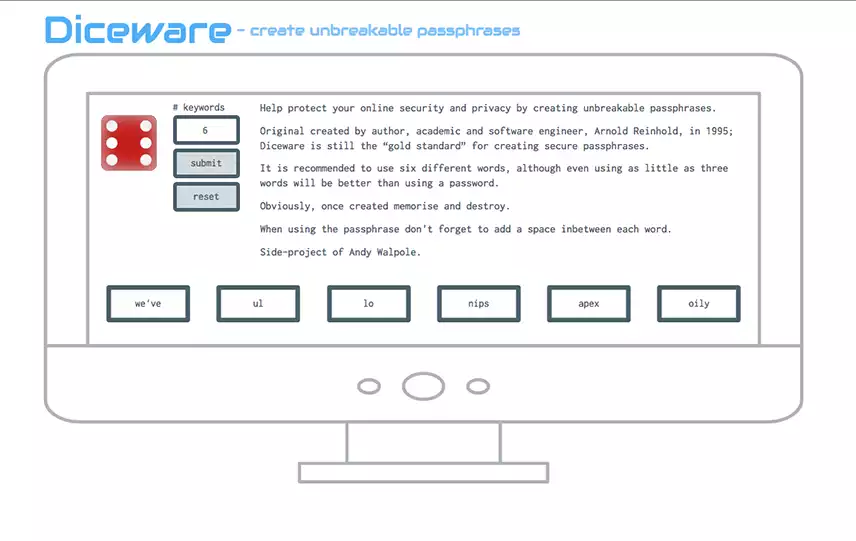 Diceware - create unbreakable passphrases
# keywords
6
submit
reset
Help protect your online security and privacy by creating unbreakable passphrases.
Original created by author, academic and software engineer, Arnold Reinhold, in 1995;
Diceware is still the “gold standard” for creating secure passphrases.
It is recommended to use six different words, although even using as little as three
words will be better than using a password.
Obviously, once created memorise and destroy.
When using the passphrase don't forget to add a space inbetween each word.
Side-project of Andy Walpole.
we've ul lo nips apex oily